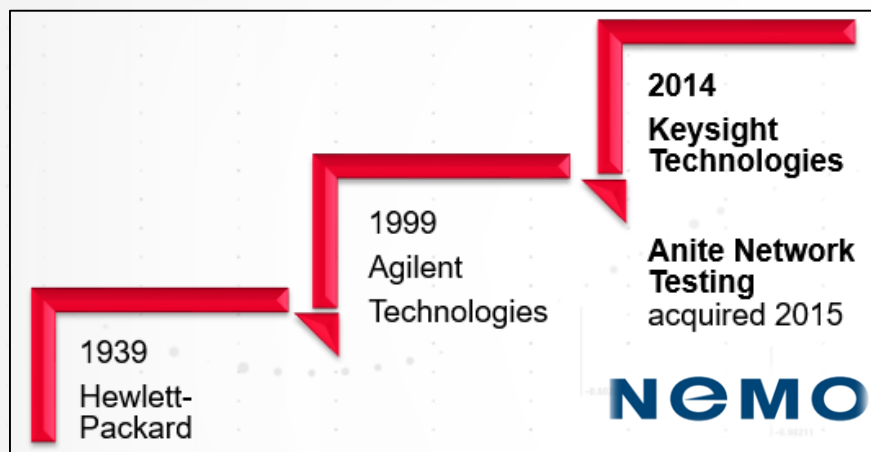 1939
Hewlett-
Packard
1999
Agilent
Technologies
2014
Keysight
Technologies
Anite Network
Testing
acquired 2015
NEMO